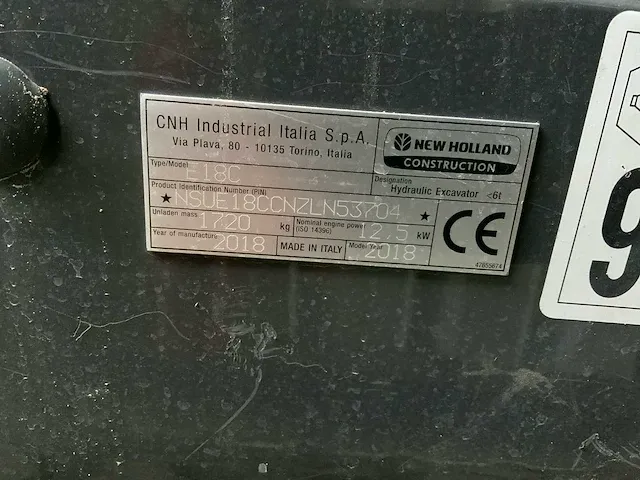 CNH Industrial Italia S.p.A.
Via Plava, 80 - 10135 Torino, Italia
NEW HOLLAND
CONSTRUCTION
Type/Model
E18C
Designation
Hydraulic Excavator <6t
Product Identification Number (PIN)
★ NSUE18CCNZLN53704 ★
Unladen mass
1720 kg
Nominal engine power
(ISO 14396)
12,5 kW
Year of manufacture
2018
MADE IN ITALY
Model Year
2018
CE
47855674
9